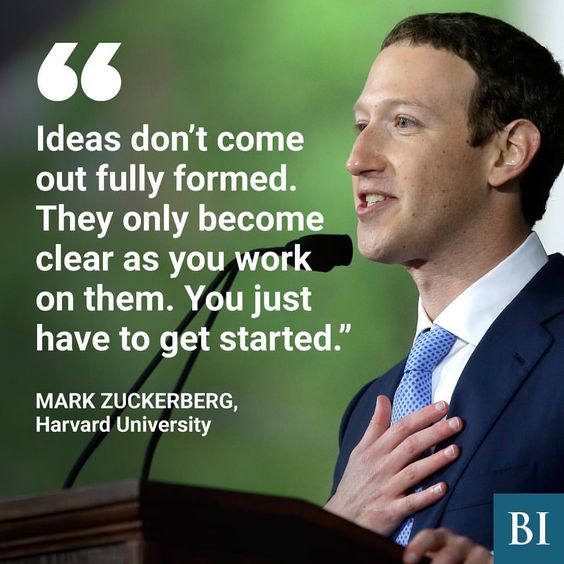 “
Ideas don’t come
out fully formed.
They only become
clear as you work
on them. You just
have to get started.”
MARK ZUCKERBERG,
Harvard University
BI